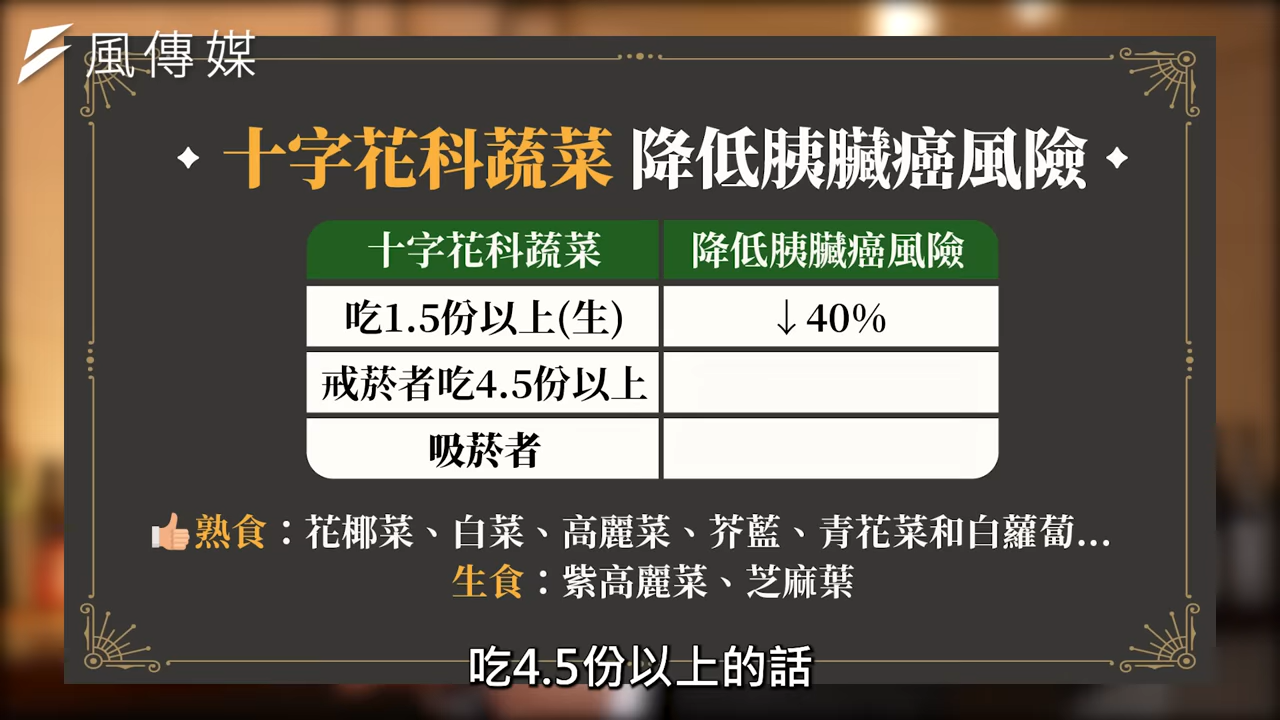 風傳媒
十字花科蔬菜 降低胰臟癌風險
十字花科蔬菜 降低胰臟癌風險
吃1.5份以上(生) ↓40%
戒菸者吃4.5份以上
吸菸者
熟食：花椰菜、白菜、高麗菜、芥藍、青花菜和白蘿蔔...
生食：紫高麗菜、芝麻葉
吃4.5份以上的話